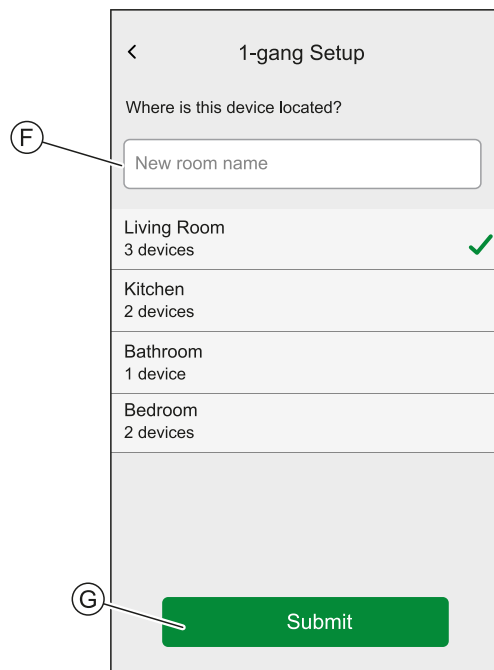 1-gang Setup
Where is this device located?
F
New room name
Living Room
3 devices
Kitchen
2 devices
Bathroom
1 device
Bedroom
2 devices
G
Submit